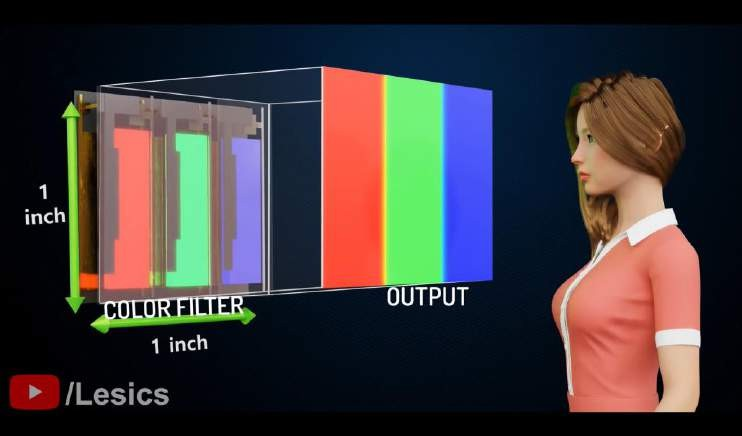 1
inch
COLOR FILTER
OUTPUT
1 inch
/Lesics